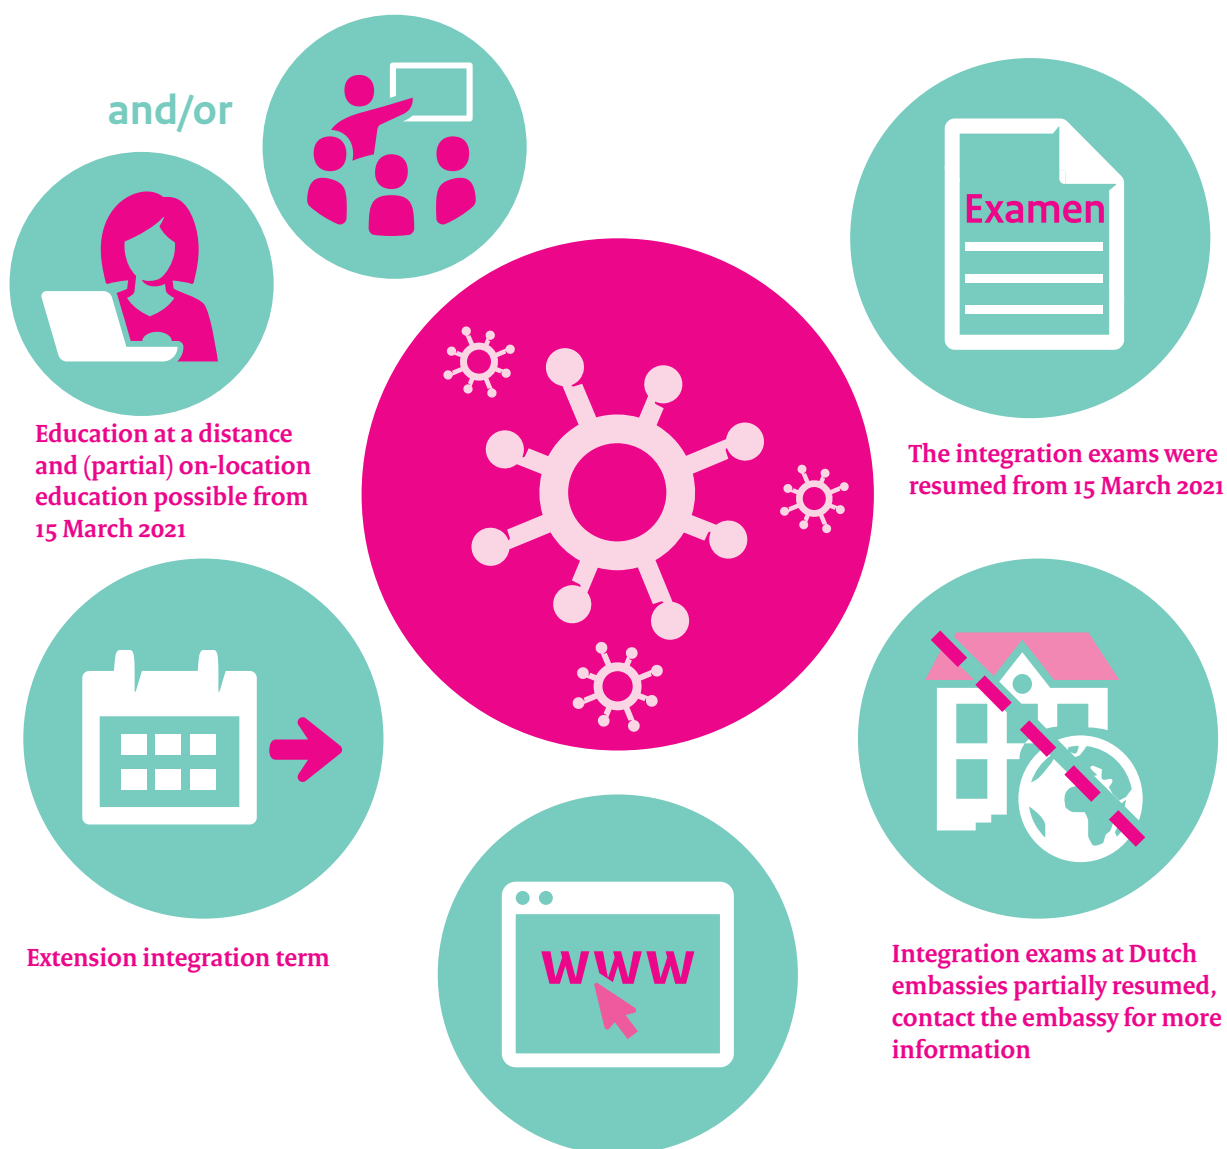 and/or
Examen
Education at a distance
and (partial) on-location
education possible from
15 March 2021
The integration exams were
resumed from 15 March 2021
Extension integration term
www
Integration exams at Dutch
embassies partially resumed,
contact the embassy for more
information